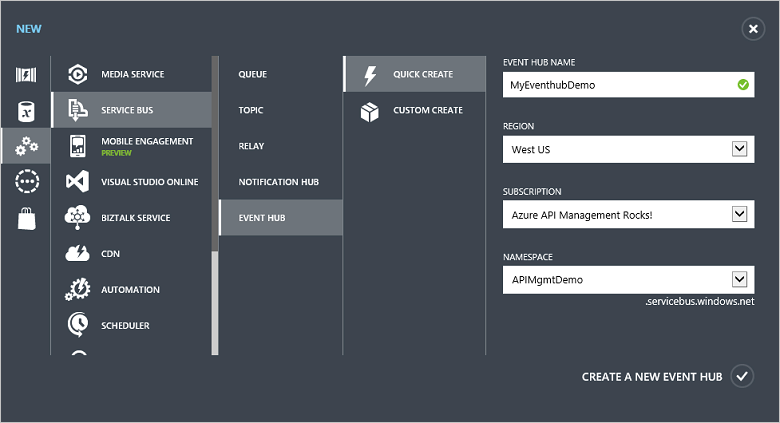 NEW
MEDIA SERVICE
SERVICE BUS
MOBILE ENGAGEMENT
PREVIEW
VISUAL STUDIO ONLINE
BIZTALK SERVICE
CDN
AUTOMATION
SCHEDULER
QUEUE
TOPIC
RELAY
NOTIFICATION HUB
EVENT HUB
QUICK CREATE
CUSTOM CREATE
EVENT HUB NAME
MyEventhubDemo
REGION
West US
SUBSCRIPTION
Azure API Management Rocks!
NAMESPACE
APIMgmtDemo
.servicebus.windows.net
CREATE A NEW EVENT HUB